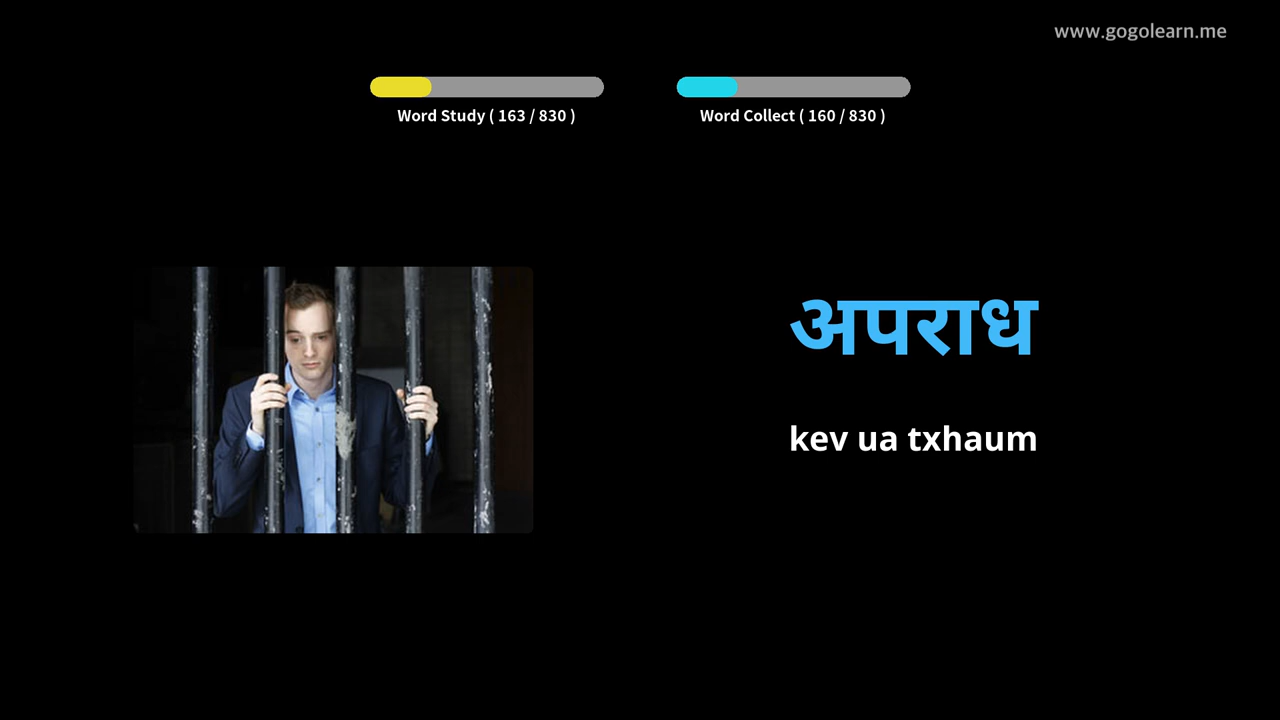 www.gogolearn.me
Word Study ( 163 / 830 )
Word Collect ( 160 / 830 )
अपराध
kev ua txhaum